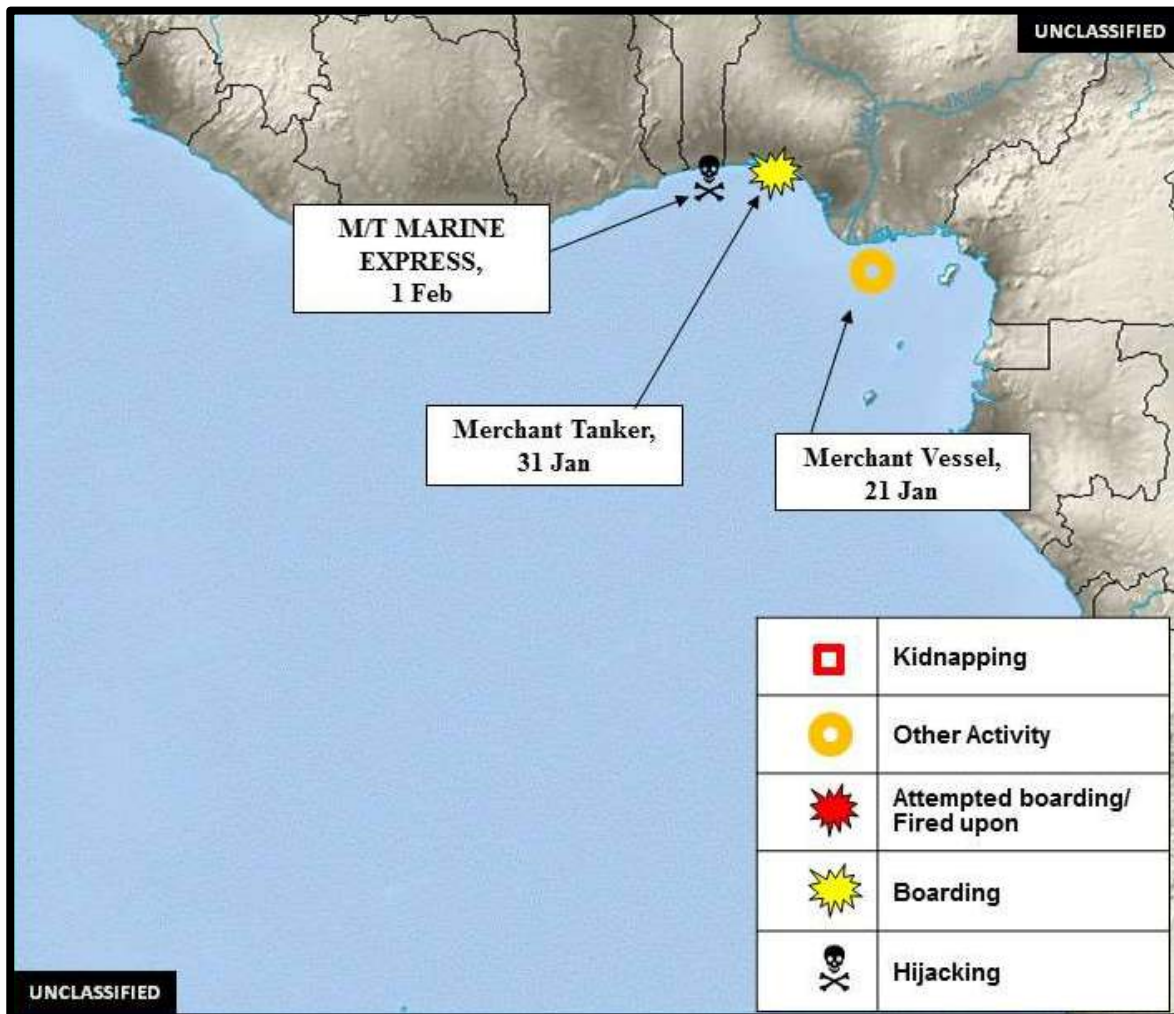 UNCLASSIFIED
M/T MARINE
EXPRESS,
1 Feb
Merchant Tanker,
31 Jan
Merchant Vessel,
21 Jan
Kidnapping
Other Activity
Attempted boarding/
Fired upon
Boarding
Hijacking
UNCLASSIFIED